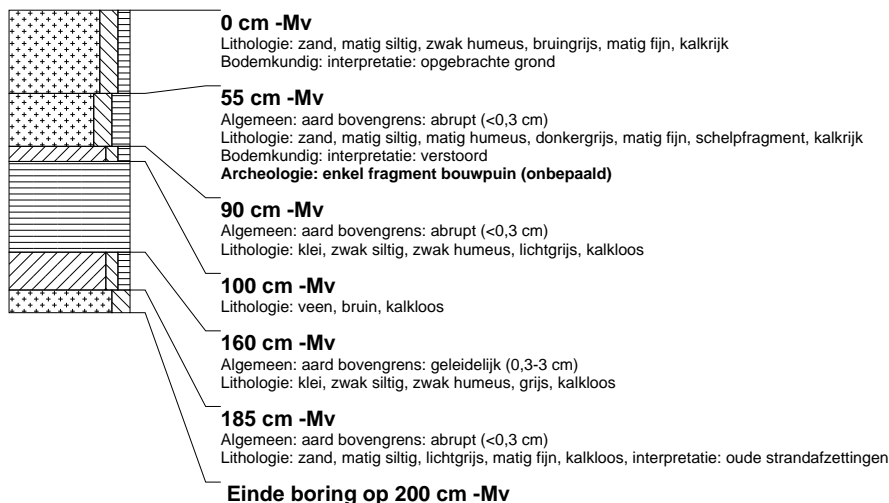 0 cm -Mv
Lithologie: zand, matig siltig, zwak humeus, bruingrijs, matig fijn, kalkrijk
Bodemkundig: interpretatie: opgebrachte grond
55 cm -Mv
Algemeen: aard bovengrens: abrupt (<0,3 cm)
Lithologie: zand, matig siltig, matig humeus, donkergrijs, matig fijn, schelpfragment, kalkrijk
Bodemkundig: interpretatie: verstoord
Archeologie: enkel fragment bouwpuin (onbepaald)
90 cm -Mv
Algemeen: aard bovengrens: abrupt (<0,3 cm)
Lithologie: klei, zwak siltig, zwak humeus, lichtgrijs, kalkloos
100 cm -Mv
Lithologie: veen, bruin, kalkloos
160 cm -Mv
Algemeen: aard bovengrens: geleidelijk (0,3-3 cm)
Lithologie: klei, zwak siltig, zwak humeus, grijs, kalkloos
185 cm -Mv
Algemeen: aard bovengrens: abrupt (<0,3 cm)
Lithologie: zand, matig siltig, lichtgrijs, matig fijn, kalkloos, interpretatie: oude strandafzettingen
Einde boring op 200 cm -Mv